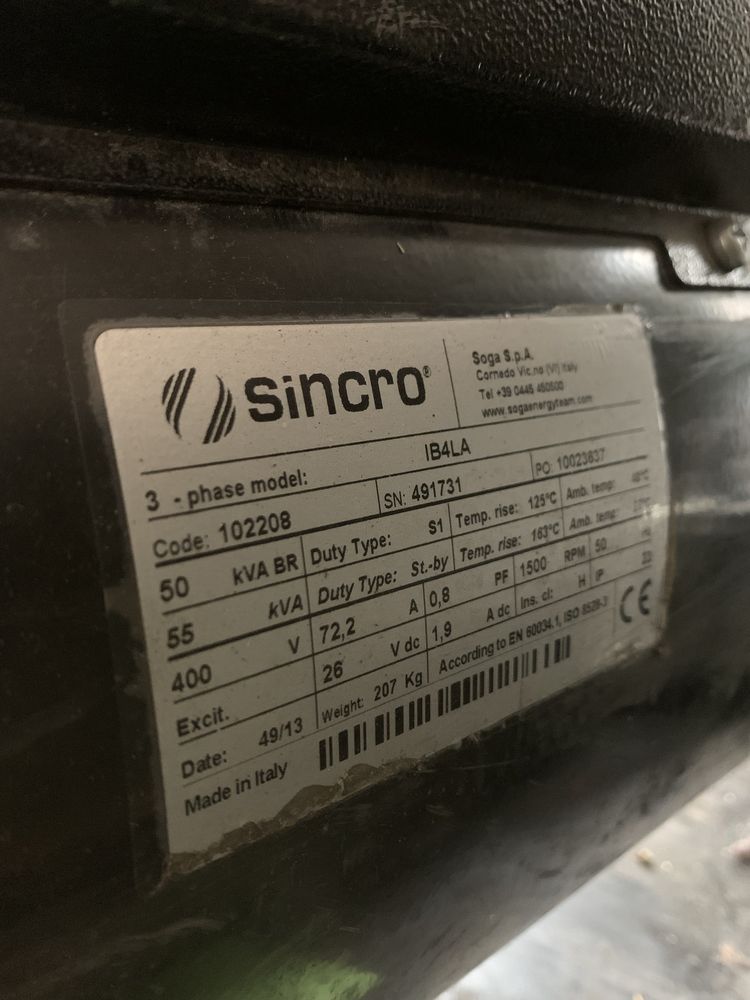 sincro®
Soga S.p.A.
Cornedo Vic.no (VI) Italy
Tel +39 0445 450500
www.sogaenergyteam.com
3 - phase model: IB4LA
Code: 102208 SN: 491731 PO: 10023837
50 kVA BR Duty Type: S1 Temp. rise: 125°C Amb. temp:
55 kVA Duty Type: St.-by Temp. rise: 163°C Amb. temp:
400 V 72,2 A 0,8 PF 1500 RPM 50 Hz
Excit. 26 V dc 1,9 A dc Ins. cl: H IP 23
Date: 49/13 Weight: 207 Kg According to EN 60034.1, ISO 8528-3
CE
Made in Italy